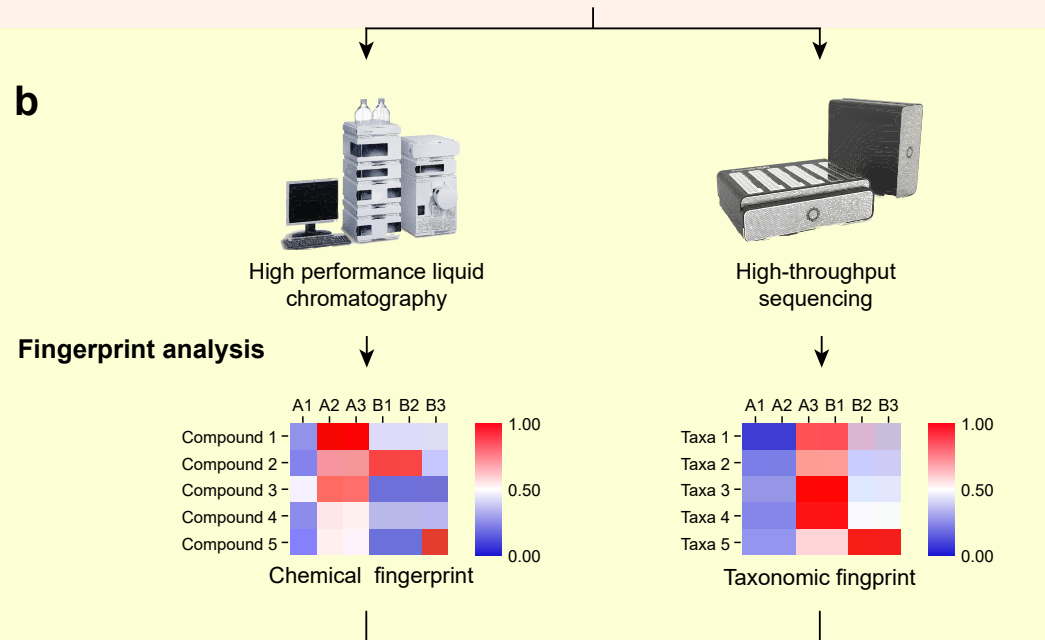 b
High performance liquid
chromatography
High-throughput
sequencing
Fingerprint analysis
A1 A2 A3 B1 B2 B3
Compound 1
Compound 2
Compound 3
Compound 4
Compound 5
1.00
0.50
0.00
Chemical fingerprint
A1 A2 A3 B1 B2 B3
Taxa 1
Taxa 2
Taxa 3
Taxa 4
Taxa 5
1.00
0.50
0.00
Taxonomic fingprint